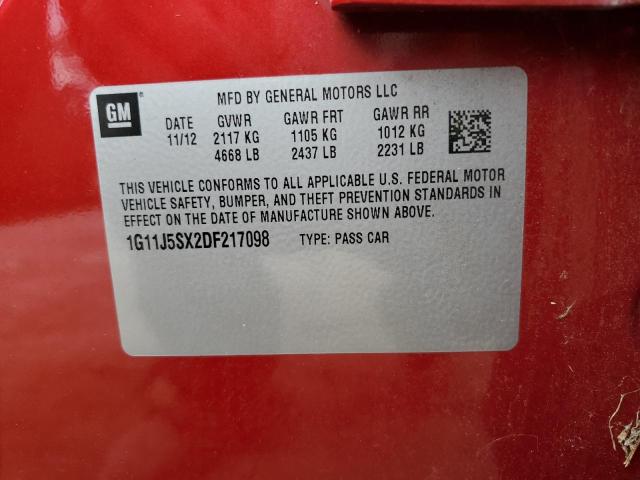 GM
MFD BY GENERAL MOTORS LLC
DATE GVWR GAWR FRT GAWR RR
11/12 2117 KG 1105 KG 1012 KG
4668 LB 2437 LB 2231 LB
THIS VEHICLE CONFORMS TO ALL APPLICABLE U.S. FEDERAL MOTOR
VEHICLE SAFETY, BUMPER, AND THEFT PREVENTION STANDARDS IN
EFFECT ON THE DATE OF MANUFACTURE SHOWN ABOVE.
1G11J5SX2DF217098 TYPE: PASS CAR